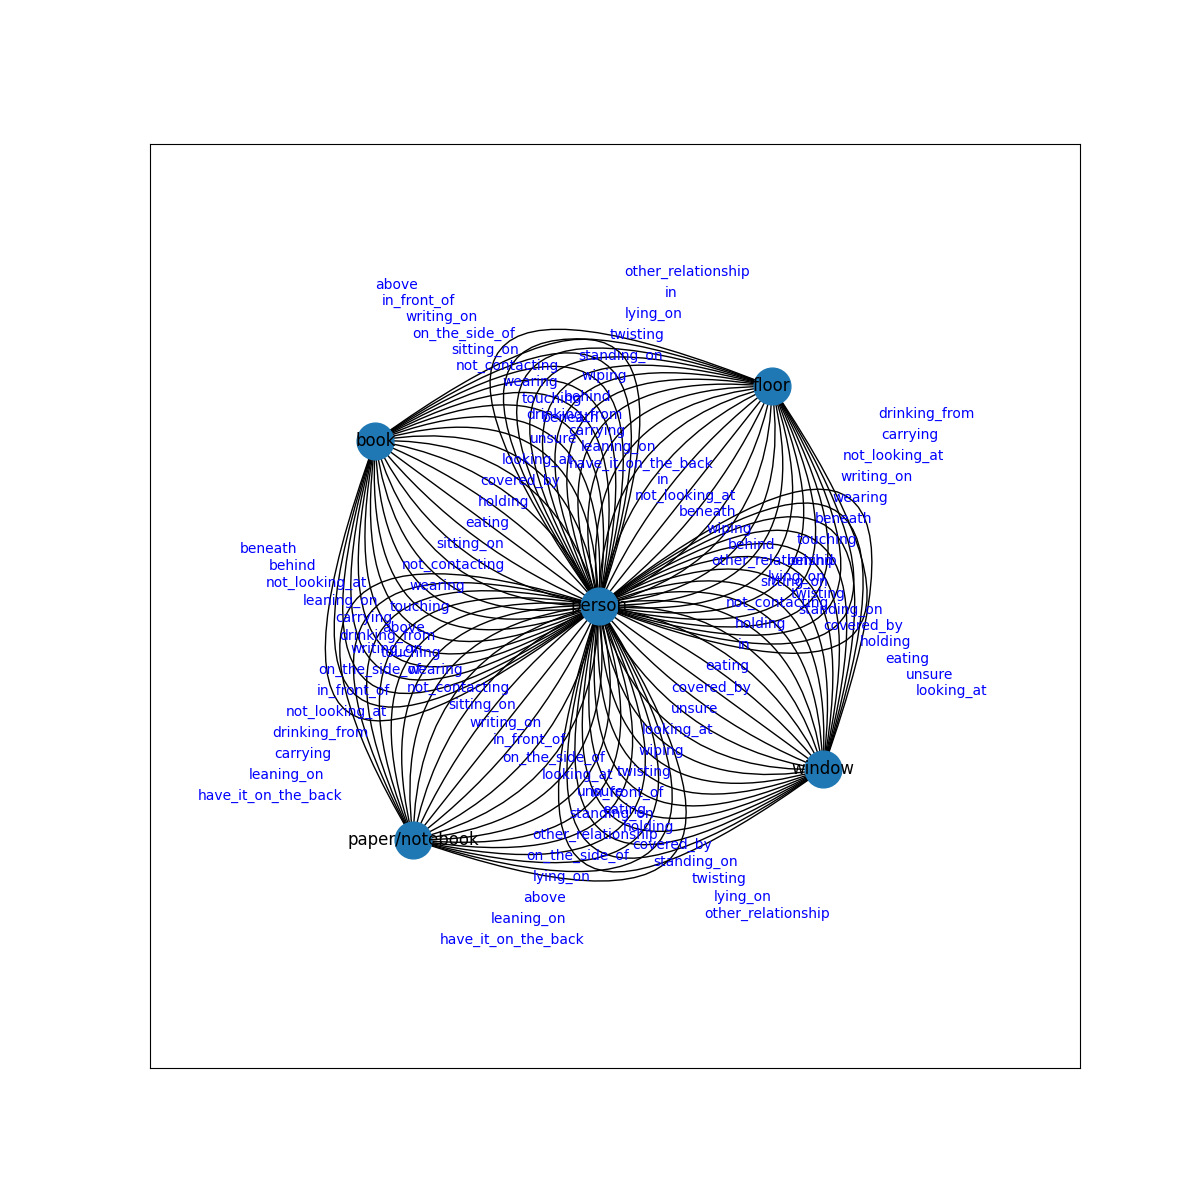 other_relationship
above
in
in_front_of
lying_on
writing_on
on_the_side_of
twisting
sitting_on
standing_on
not_contacting
wiping
wearing
floor
touching
behind
drinking_from
drinking_from
beneath
carrying
carrying
unsure
book
leaning_on
not_looking_at
looking_at
have_it_on_the_back
writing_on
covered_by
in
holding
not_looking_at
wearing
eating
beneath
beneath
wiping
sitting_on
behind
touching
beneath
not_contacting
other_relationship
behind
behind
lying_on
not_looking_at
wearing
sitting_on
twisting
leaning_on
touching
person
not_contacting
standing_on
carrying
above
holding
covered_by
drinking_from
writing_on
touching
in
holding
on_the_side_of
wearing
eating
eating
in_front_of
not_contacting
covered_by
unsure
looking_at
not_looking_at
sitting_on
unsure
writing_on
drinking_from
looking_at
in_front_of
carrying
on_the_side_of
wiping
leaning_on
looking_at
twisting
window
have_it_on_the_back
unsure
in_front_of
standing_on
eating
holding
paper/notebook
other_relationship
covered_by
on_the_side_of
standing_on
lying_on
twisting
above
lying_on
leaning_on
other_relationship
have_it_on_the_back